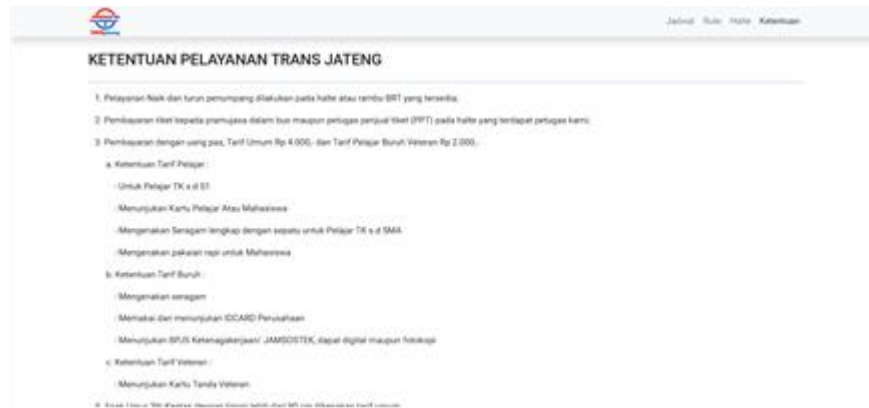 Jadwal Rute Halte Ketentuan
KETENTUAN PELAYANAN TRANS JATENG
1. Pelayanan Naik dan turun penumpang dilakukan pada halte atau rambu BRT yang tersedia;
2. Pembayaran tiket kepada pramujasa dalam bus maupun petugas penjual tiket (PPT) pada halte yang terdapat petugas kami;
3. Pembayaran dengan uang pas, Tarif Umum Rp 4.000,- dan Tarif Pelajar Buruh Veteran Rp 2.000,-
a. Ketentuan Tarif Pelajar :
- Untuk Pelajar TK s.d S1
- Menunjukan Kartu Pelajar Atau Mahasiswa
- Mengenakan Seragam lengkap dengan sepatu untuk Pelajar TK s.d SMA
- Mengenakan pakaian rapi untuk Mahasiswa
b. Ketentuan Tarif Buruh :
- Mengenakan seragam
- Memakai dan menunjukan IDCARD Perusahaan
- Menunjukan BPJS Ketenagakerjaan/ JAMSOSTEK, dapat digital maupun fotokopi
c. Ketentuan Tarif Veteran :
- Menunjukan Kartu Tanda Veteran